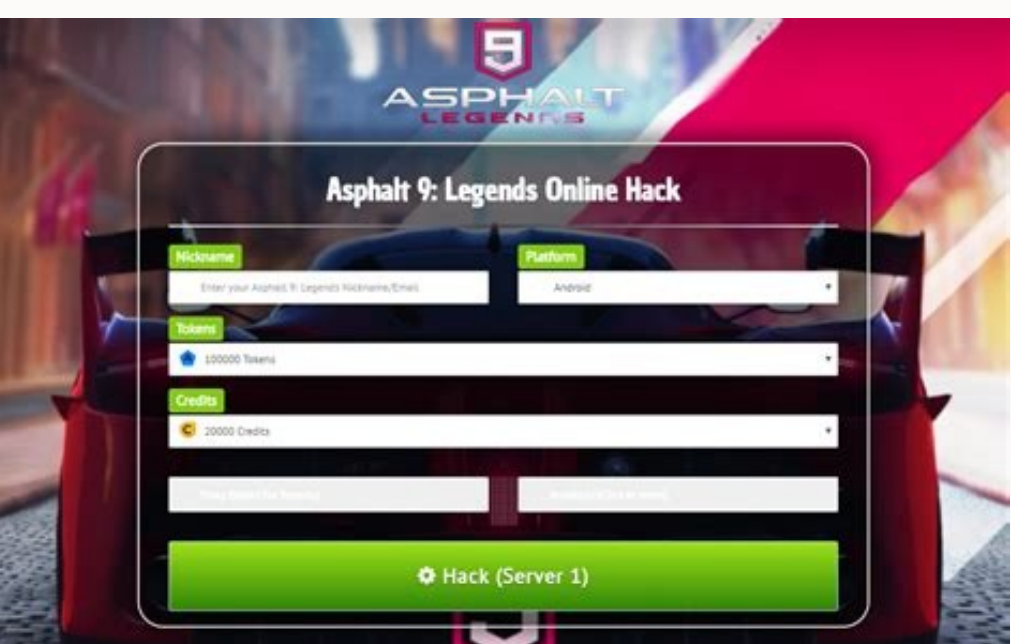 9
ASPHALT
LEGENDS
Asphalt 9: Legends Online Hack
Nickname
Platform
Enter your Asphalt 9: Legends Nickname/Email
Android
Tokens
100000 Tokens
Credits
C
20000 Credits
Hack (Server 1)